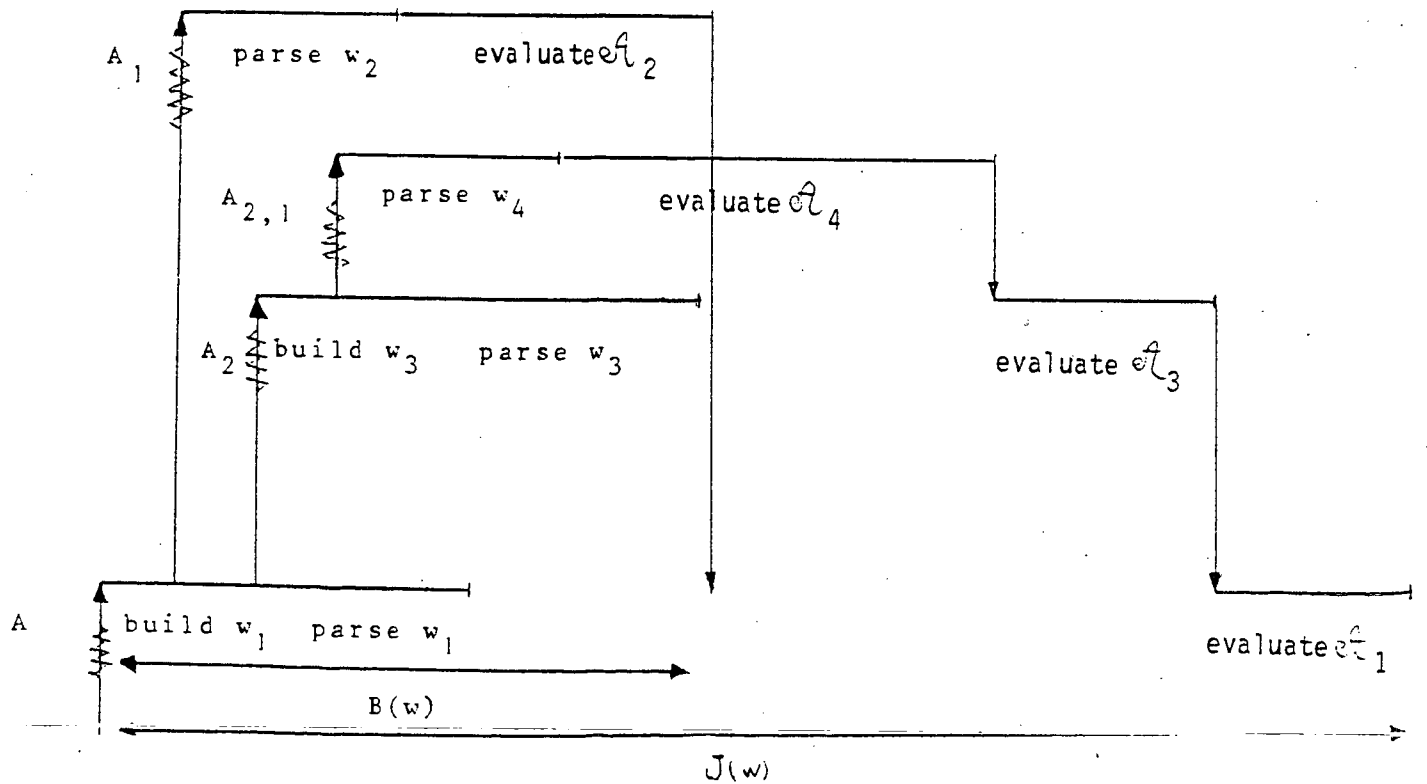 A₁ parse w₂ evaluate 𝒜₂
A₂,₁ parse w₄ evaluate 𝒜₄
A₂ build w₃ parse w₃ evaluate 𝒜₃
A build w₁ parse w₁ evaluate 𝒜₁
B(w)
J(w)